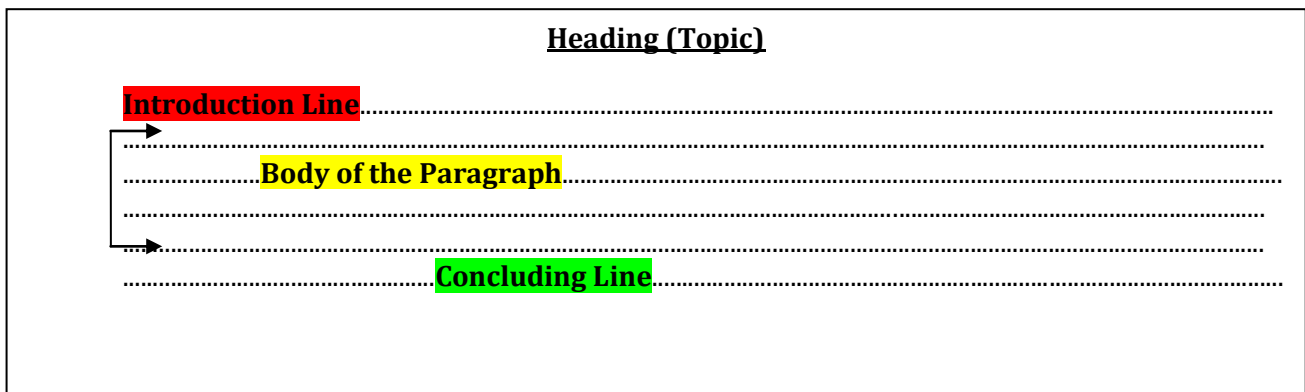 Heading (Topic)
Introduction Line........................................................................................................................................................
................................................................................................................................................................................................
.......................Body of the Paragraph........................................................................................................................
................................................................................................................................................................................................
................................................................................................................................................................................................
....................................................Concluding Line.........................................................................................................